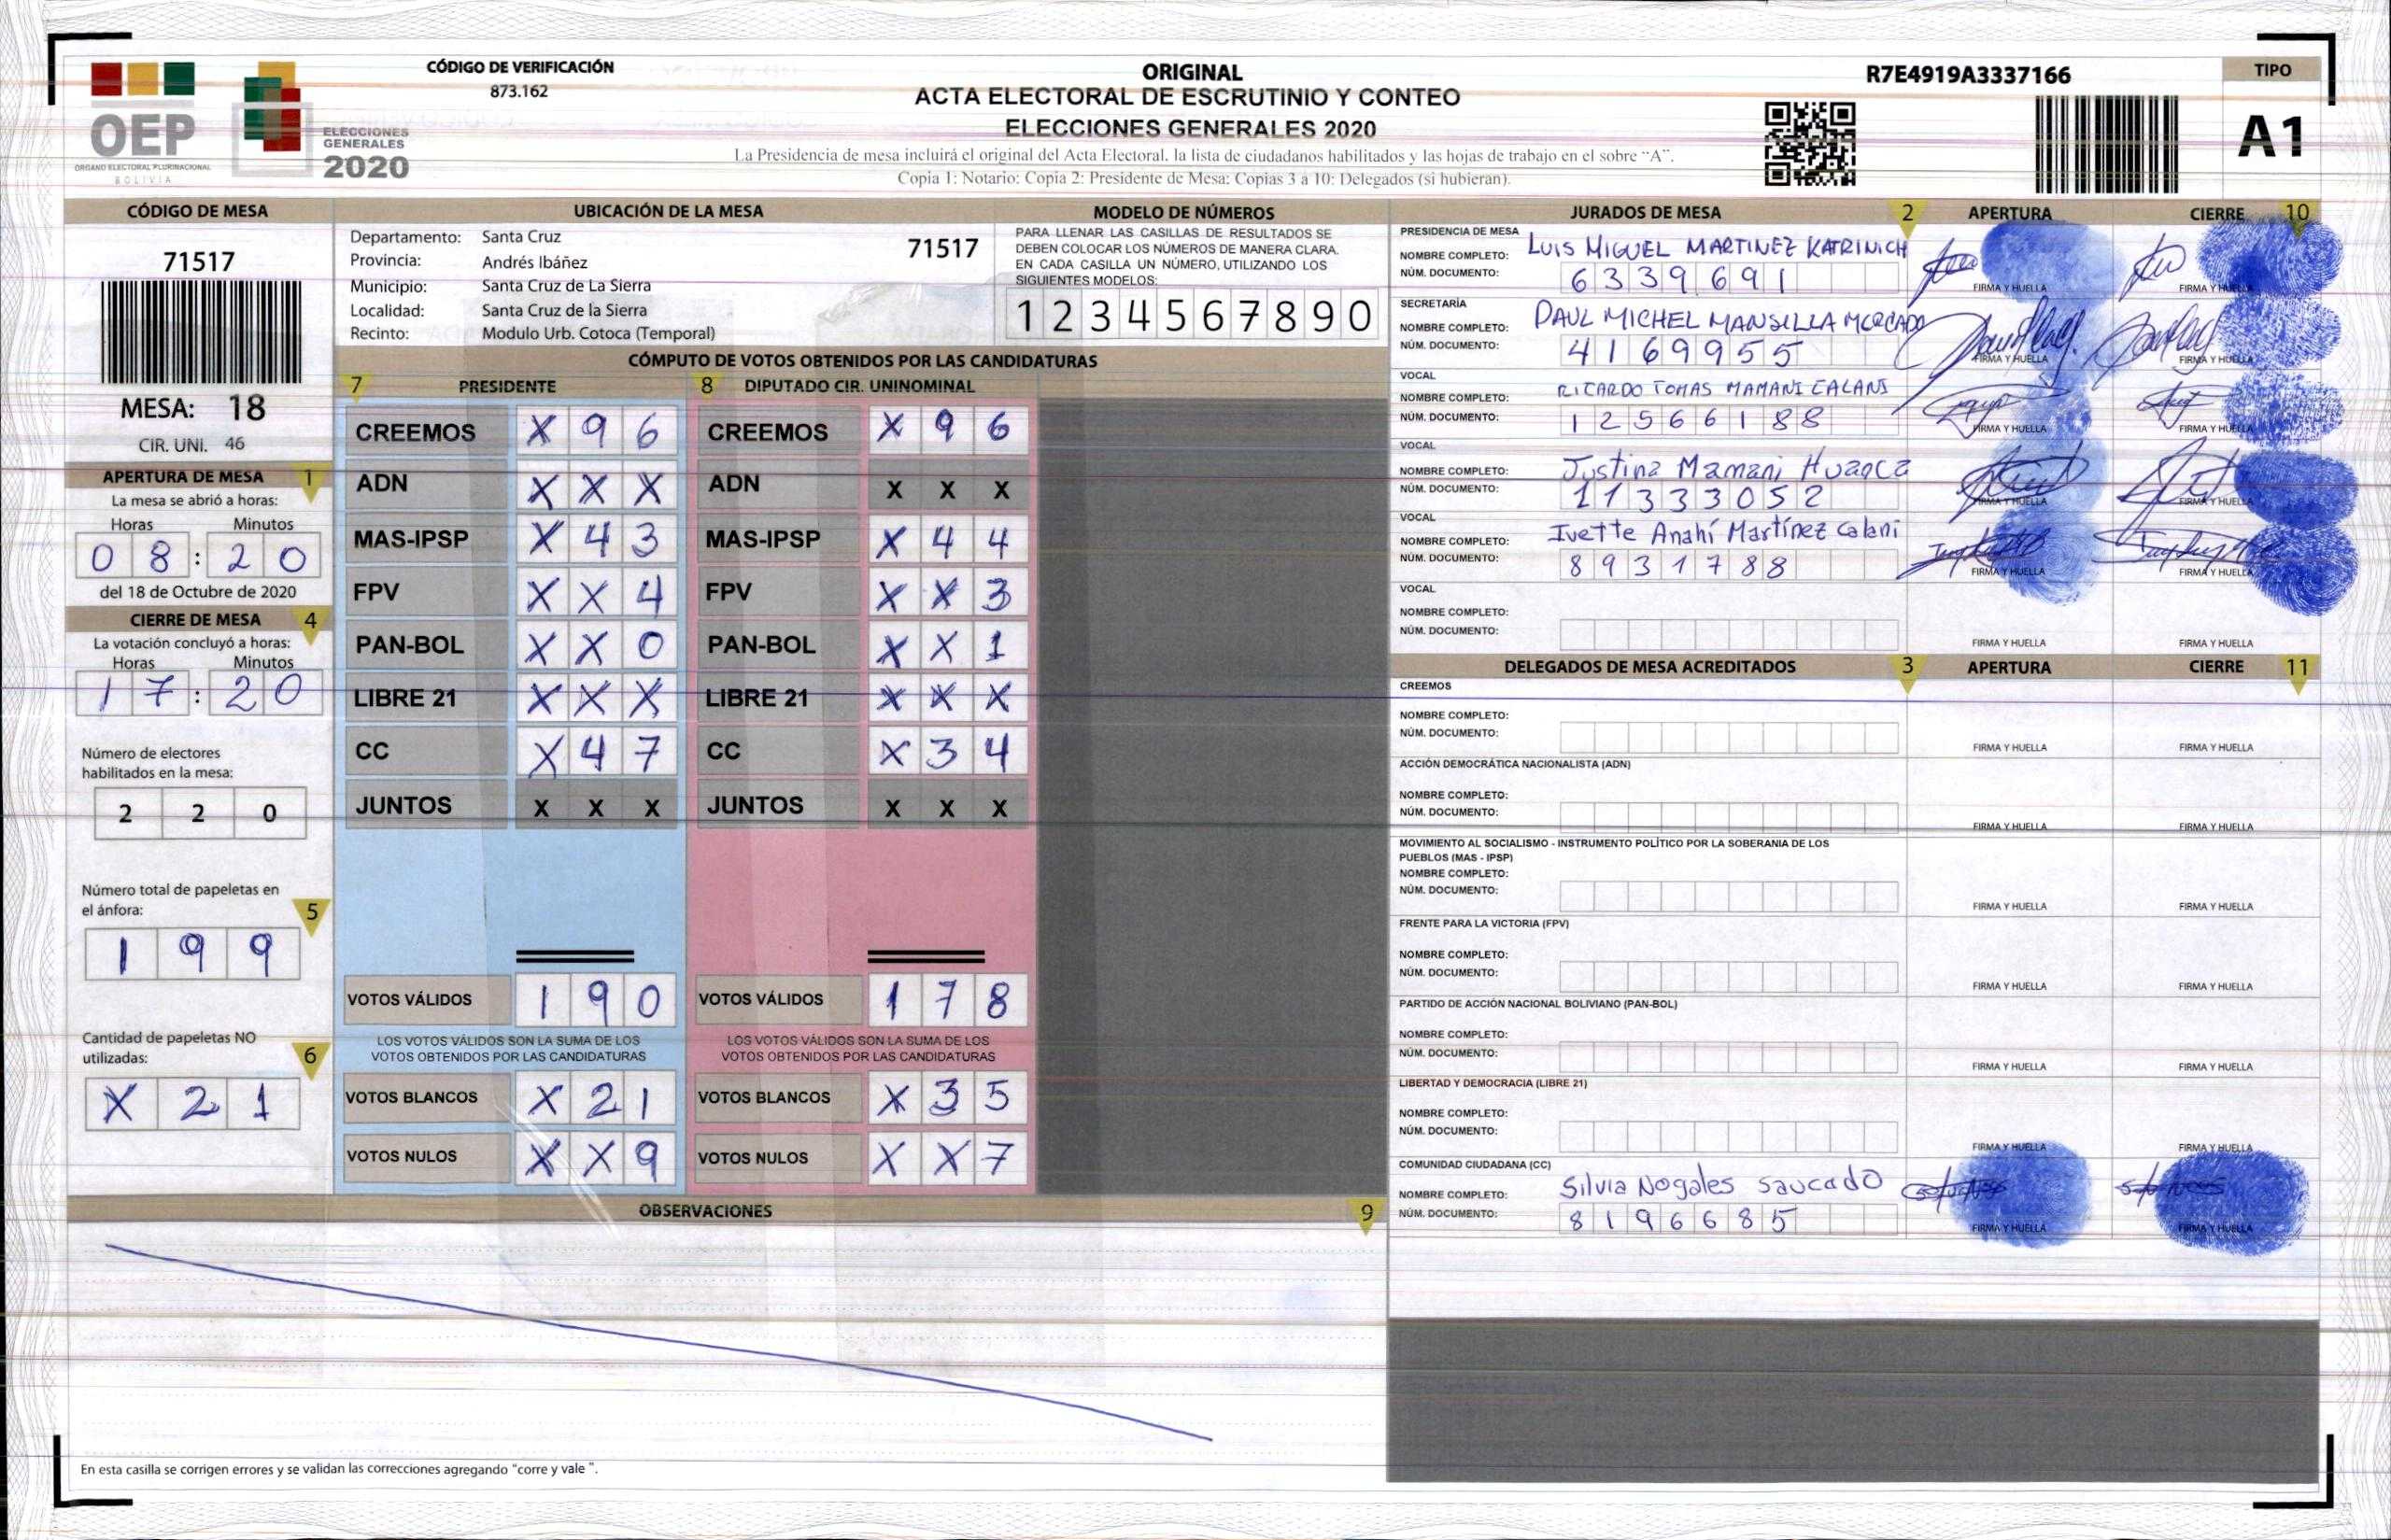 CÓDIGO DE VERIFICACIÓN
873.162
OEP
ORGANO ELECTORAL PLURINACIONAL
BOLIVIA
ELECCIONES
GENERALES
2020
ORIGINAL
ACTA ELECTORAL DE ESCRUTINIO Y CONTEO
ELECCIONES GENERALES 2020
La Presidencia de mesa incluirá el original del Acta Electoral, la lista de ciudadanos habilitados y las hojas de trabajo en el sobre "A".
Copia 1: Notario; Copia 2: Presidente de Mesa; Copias 3 a 10: Delegados (si hubieran).
R7E4919A3337166
TIPO
A1
CÓDIGO DE MESA
71517
MESA: 18
CIR. UNI. 46
APERTURA DE MESA 1
La mesa se abrió a horas:
Horas Minutos
0 8 : 2 0
del 18 de Octubre de 2020
CIERRE DE MESA 4
La votación concluyó a horas:
Horas Minutos
1 7 : 2 0
Número de electores
habilitados en la mesa:
2 2 0
Número total de papeletas en
el ánfora: 5
1 9 9
Cantidad de papeletas NO
utilizadas: 6
X 2 1
UBICACIÓN DE LA MESA
Departamento: Santa Cruz 71517
Provincia: Andrés Ibáñez
Municipio: Santa Cruz de La Sierra
Localidad: Santa Cruz de la Sierra
Recinto: Modulo Urb. Cotoca (Temporal)
MODELO DE NÚMEROS
PARA LLENAR LAS CASILLAS DE RESULTADOS SE
DEBEN COLOCAR LOS NÚMEROS DE MANERA CLARA.
EN CADA CASILLA UN NÚMERO, UTILIZANDO LOS
SIGUIENTES MODELOS:
1 2 3 4 5 6 7 8 9 0
CÓMPUTO DE VOTOS OBTENIDOS POR LAS CANDIDATURAS
7 PRESIDENTE 8 DIPUTADO CIR. UNINOMINAL
CREEMOS X 9 6 CREEMOS X 9 6
ADN X X X ADN X X X
MAS-IPSP X 4 3 MAS-IPSP X 4 4
FPV X X 4 FPV X X 3
PAN-BOL X X 0 PAN-BOL X X 1
LIBRE 21 X X X LIBRE 21 X X X
CC X 4 7 CC X 3 4
JUNTOS X X X JUNTOS X X X
VOTOS VÁLIDOS 1 9 0 VOTOS VÁLIDOS 1 7 8
LOS VOTOS VÁLIDOS SON LA SUMA DE LOS LOS VOTOS VÁLIDOS SON LA SUMA DE LOS
VOTOS OBTENIDOS POR LAS CANDIDATURAS VOTOS OBTENIDOS POR LAS CANDIDATURAS
VOTOS BLANCOS X 2 1 VOTOS BLANCOS X 3 5
VOTOS NULOS X X 9 VOTOS NULOS X X 7
OBSERVACIONES 9
En esta casilla se corrigen errores y se validan las correcciones agregando "corre y vale ".
JURADOS DE MESA 2 APERTURA CIERRE 10
PRESIDENCIA DE MESA
NOMBRE COMPLETO: LUIS MIGUEL MARTINEZ KATRINICH
NÚM. DOCUMENTO: 6339691 FIRMA Y HUELLA FIRMA Y HUELLA
SECRETARÍA
NOMBRE COMPLETO: PAUL MICHEL MANSILLA MERCADO
NÚM. DOCUMENTO: 4169955 FIRMA Y HUELLA FIRMA Y HUELLA
VOCAL
NOMBRE COMPLETO: RICARDO TOMAS MAMANI CALANI
NÚM. DOCUMENTO: 12566188 FIRMA Y HUELLA FIRMA Y HUELLA
VOCAL
NOMBRE COMPLETO: Justina Mamani Huanca
NÚM. DOCUMENTO: 11333052 FIRMA Y HUELLA FIRMA Y HUELLA
VOCAL
NOMBRE COMPLETO: Ivette Anahí Martínez Calani
NÚM. DOCUMENTO: 8931788 FIRMA Y HUELLA FIRMA Y HUELLA
VOCAL
NOMBRE COMPLETO:
NÚM. DOCUMENTO: FIRMA Y HUELLA FIRMA Y HUELLA
DELEGADOS DE MESA ACREDITADOS 3 APERTURA CIERRE 11
CREEMOS
NOMBRE COMPLETO:
NÚM. DOCUMENTO: FIRMA Y HUELLA FIRMA Y HUELLA
ACCIÓN DEMOCRÁTICA NACIONALISTA (ADN)
NOMBRE COMPLETO:
NÚM. DOCUMENTO: FIRMA Y HUELLA FIRMA Y HUELLA
MOVIMIENTO AL SOCIALISMO - INSTRUMENTO POLÍTICO POR LA SOBERANIA DE LOS
PUEBLOS (MAS - IPSP)
NOMBRE COMPLETO:
NÚM. DOCUMENTO: FIRMA Y HUELLA FIRMA Y HUELLA
FRENTE PARA LA VICTORIA (FPV)
NOMBRE COMPLETO:
NÚM. DOCUMENTO: FIRMA Y HUELLA FIRMA Y HUELLA
PARTIDO DE ACCIÓN NACIONAL BOLIVIANO (PAN-BOL)
NOMBRE COMPLETO:
NÚM. DOCUMENTO: FIRMA Y HUELLA FIRMA Y HUELLA
LIBERTAD Y DEMOCRACIA (LIBRE 21)
NOMBRE COMPLETO:
NÚM. DOCUMENTO: FIRMA Y HUELLA FIRMA Y HUELLA
COMUNIDAD CIUDADANA (CC)
NOMBRE COMPLETO: Silvia Nogales Saucado
NÚM. DOCUMENTO: 8196685 FIRMA Y HUELLA FIRMA Y HUELLA